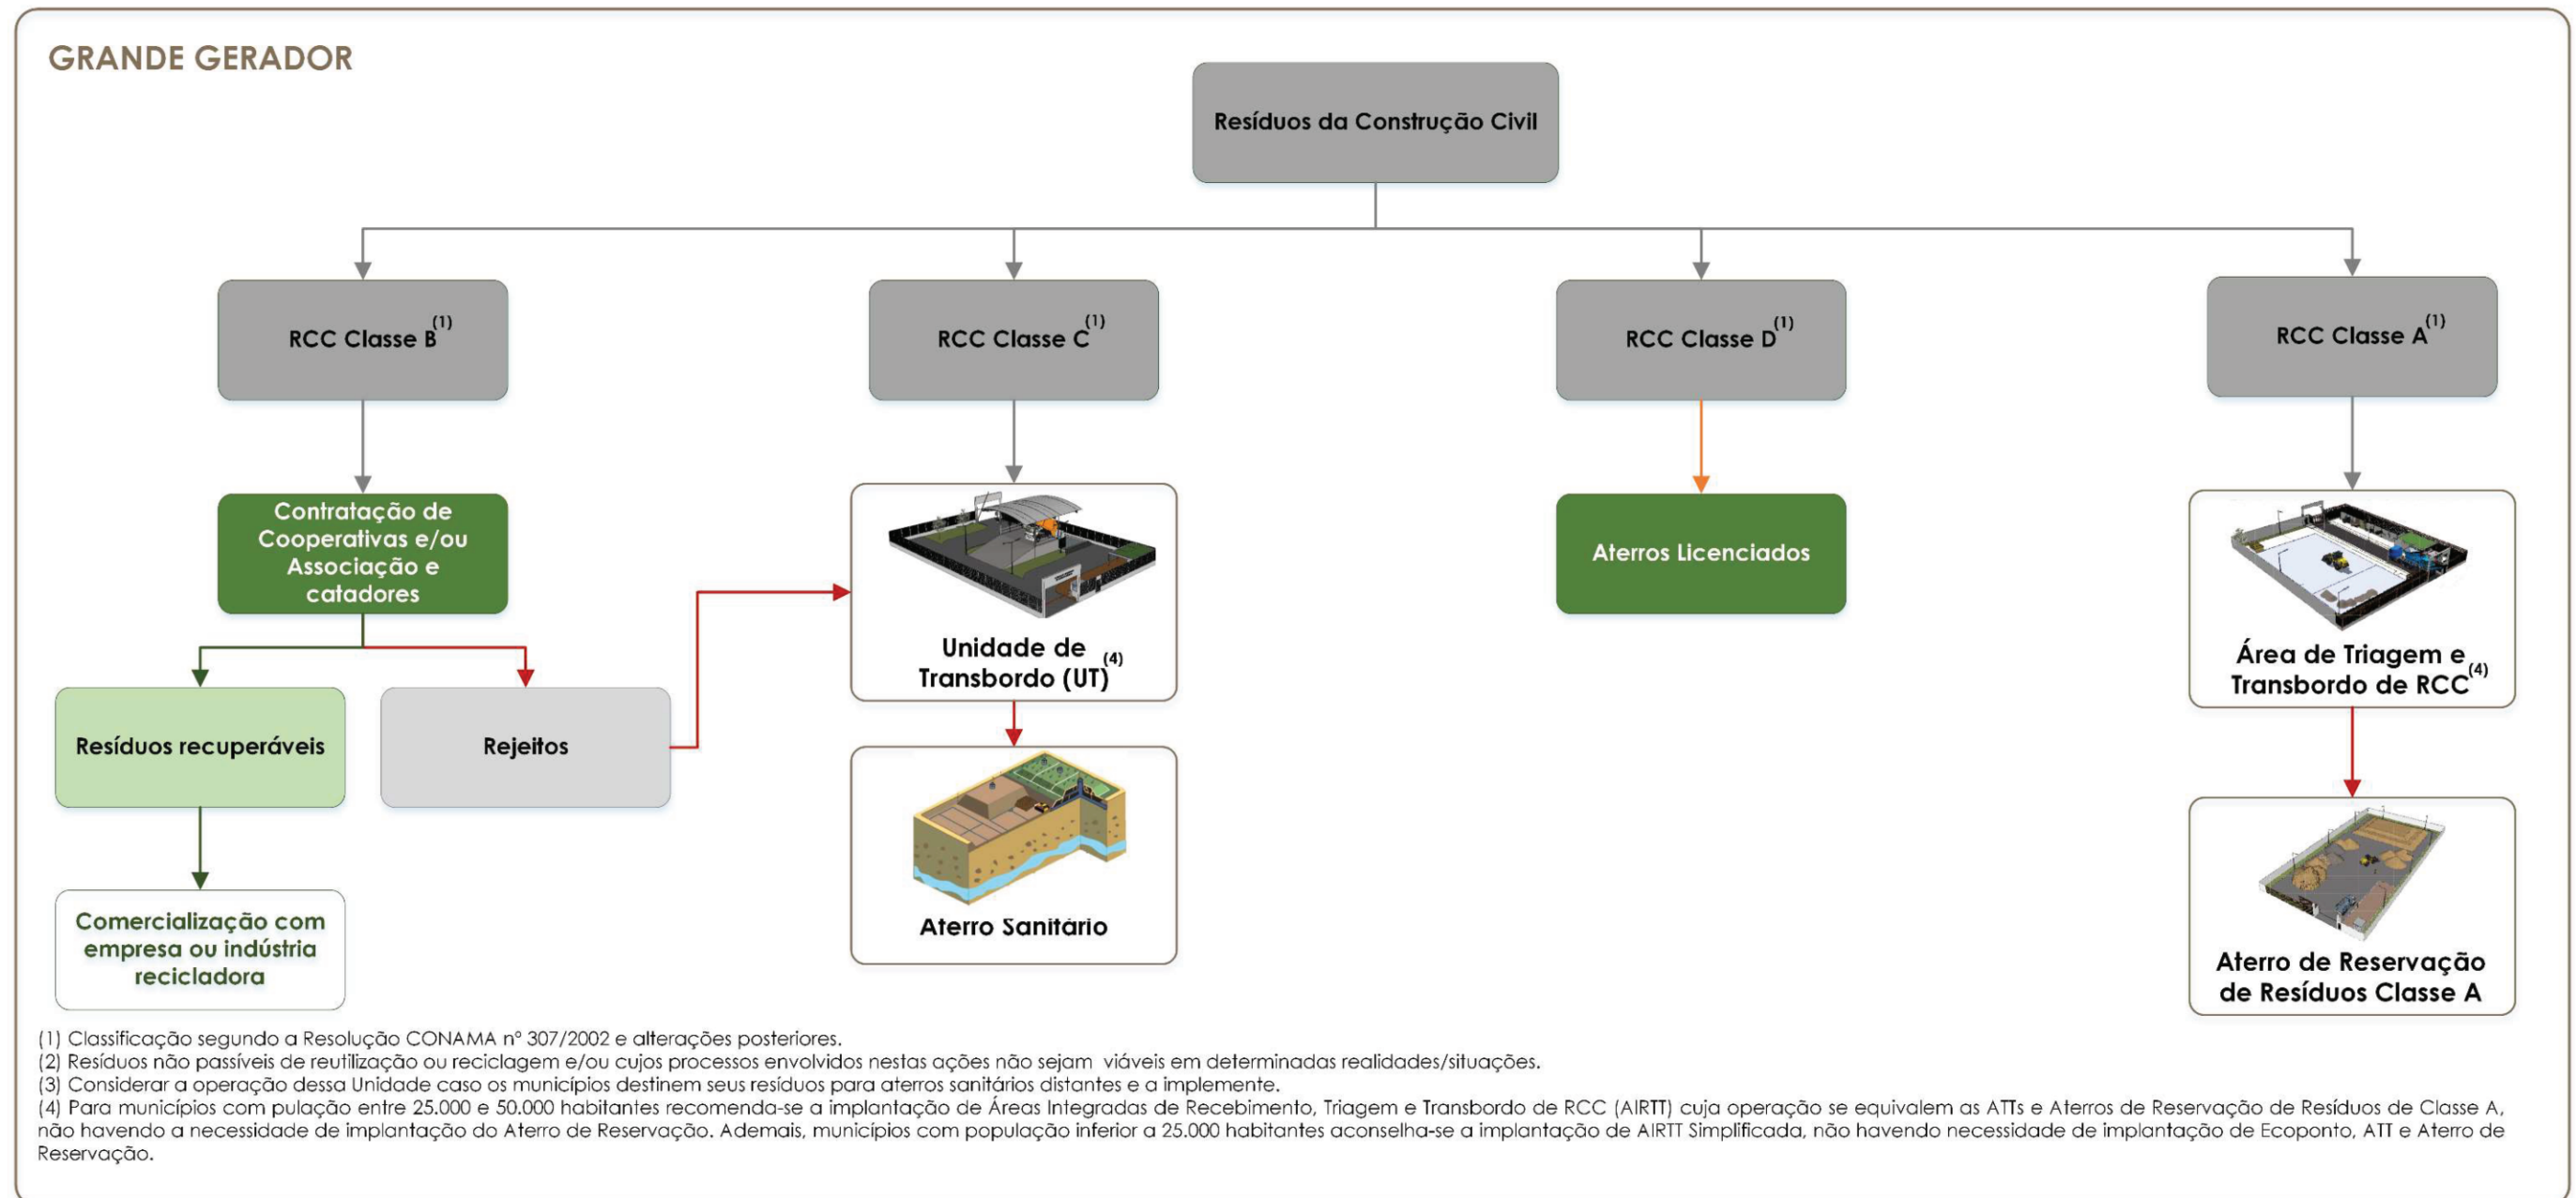 GRANDE GERADOR
Resíduos da Construção Civil
RCC Classe B(1)
RCC Classe C(1)
RCC Classe D(1)
RCC Classe A(1)
Contratação de
Cooperativas e/ou
Associação e
catadores
Aterros Licenciados
Unidade de
Transbordo (UT)(4)
Área de Triagem e
Transbordo de RCC(4)
Resíduos recuperáveis
Rejeitos
Aterro Sanitário
Comercialização com
empresa ou indústria
recicladora
Aterro de Reservação
de Resíduos Classe A
(1) Classificação segundo a Resolução CONAMA nº 307/2002 e alterações posteriores.
(2) Resíduos não passíveis de reutilização ou reciclagem e/ou cujos processos envolvidos nestas ações não sejam viáveis em determinadas realidades/situações.
(3) Considerar a operação dessa Unidade caso os municípios destinem seus resíduos para aterros sanitários distantes e a implemente.
(4) Para municípios com pulação entre 25.000 e 50.000 habitantes recomenda-se a implantação de Áreas Integradas de Recebimento, Triagem e Transbordo de RCC (AIRTT) cuja operação se equivalem as ATTs e Aterros de Reservação de Resíduos de Classe A,
não havendo a necessidade de implantação do Aterro de Reservação. Ademais, municípios com população inferior a 25.000 habitantes aconselha-se a implantação de AIRTT Simplificada, não havendo necessidade de implantação de Ecoponto, ATT e Aterro de
Reservação.